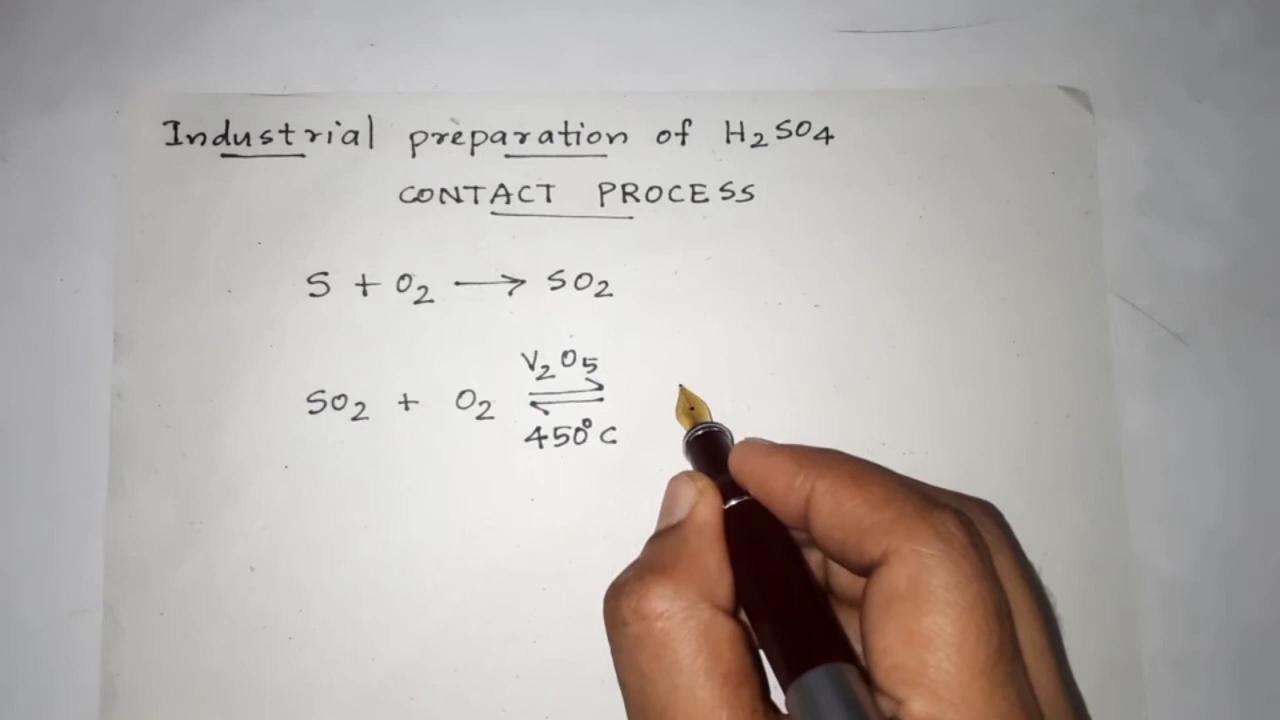 Industrial preparation of H₂SO₄
CONTACT PROCESS
S + O₂ ⟶ SO₂
V₂O₅
SO₂ + O₂ ⇌
450°C